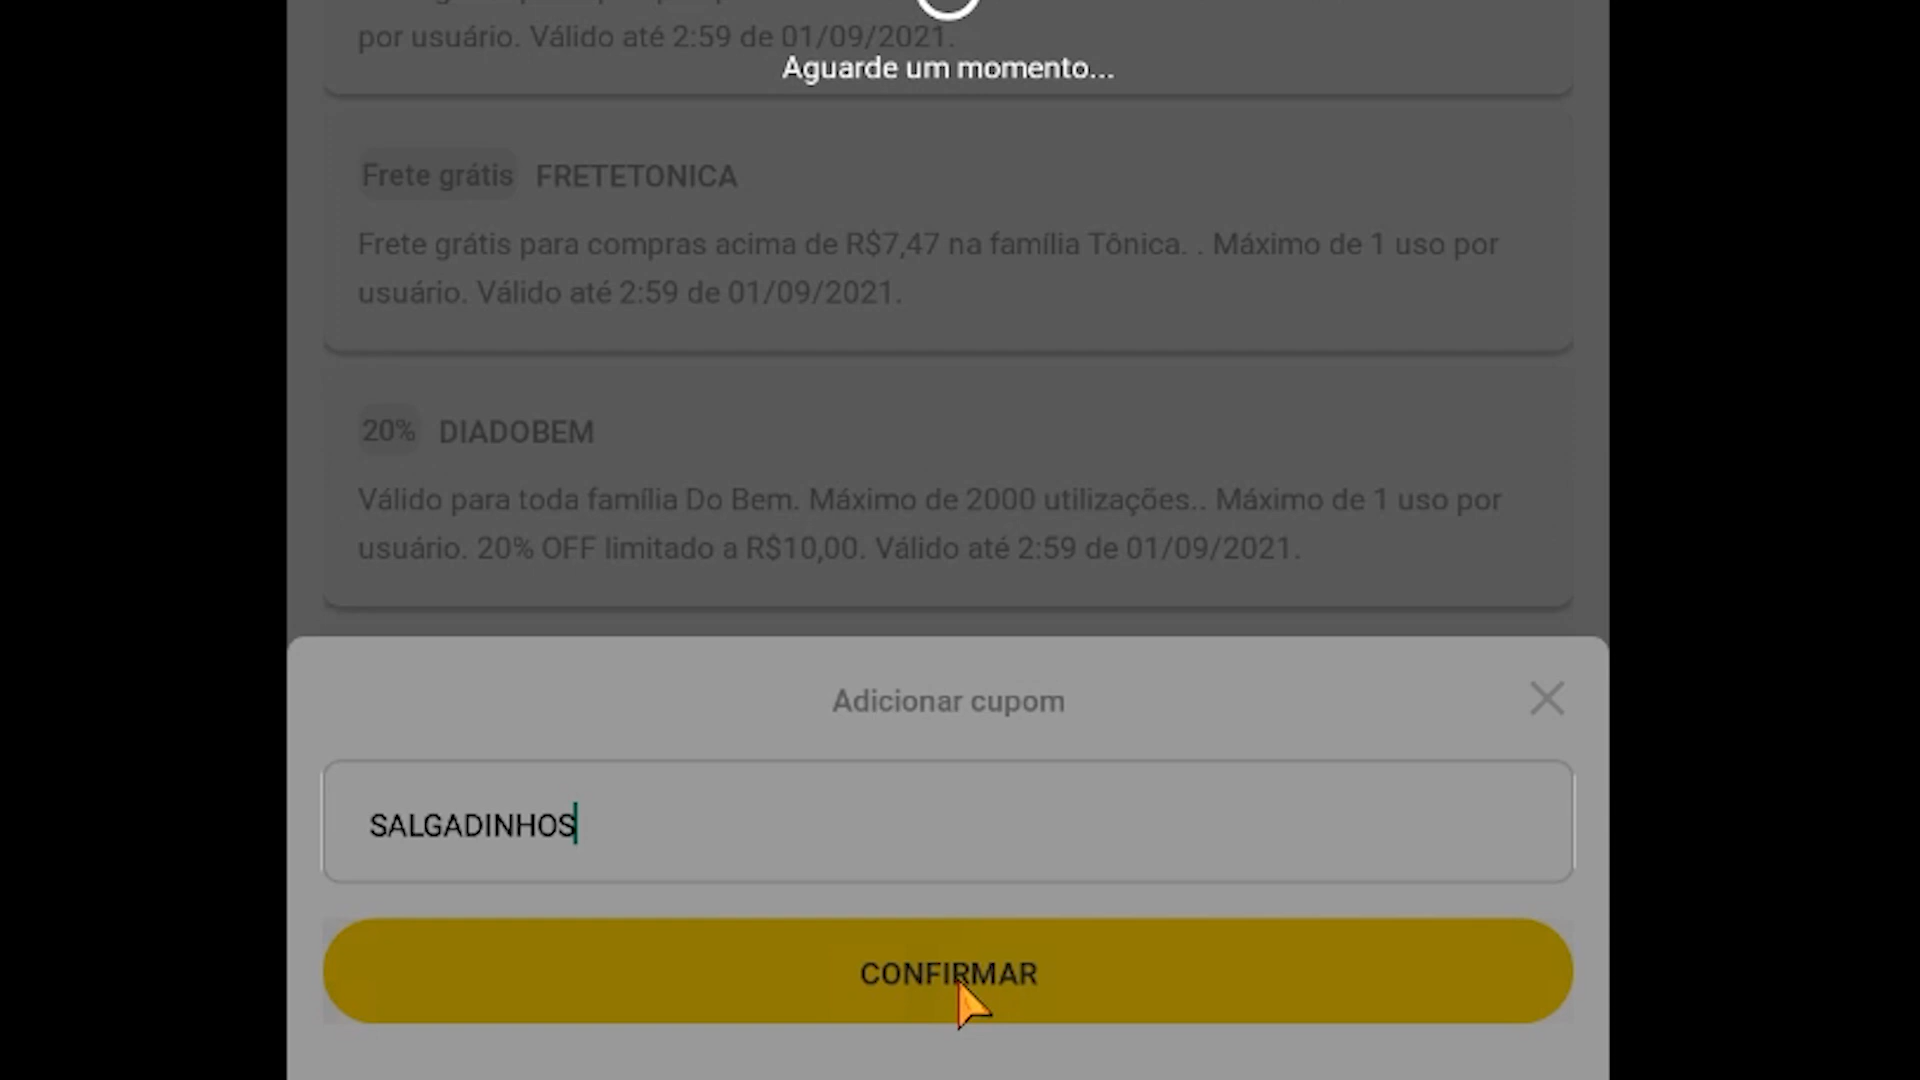 por usuário. Válido até 2:59 de 01/09/2021.
Aguarde um momento...
Frete grátis FRETETONICA
Frete grátis para compras acima de R$7,47 na família Tônica. . Máximo de 1 uso por
usuário. Válido até 2:59 de 01/09/2021.
20% DIADOBEM
Válido para toda família Do Bem. Máximo de 2000 utilizações.. Máximo de 1 uso por
usuário. 20% OFF limitado a R$10,00. Válido até 2:59 de 01/09/2021.
Adicionar cupom
SALGADINHOS
CONFIRMAR